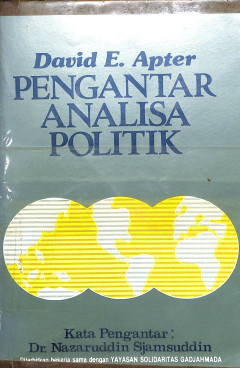 David E. Apter
PENGANTAR
ANALISA
POLITIK
Kata Pengantar :
Dr. Nazaruddin Sjamsuddin
Diterbitkan bekerja sama dengan YAYASAN SOLIDARITAS GADJAHMADA